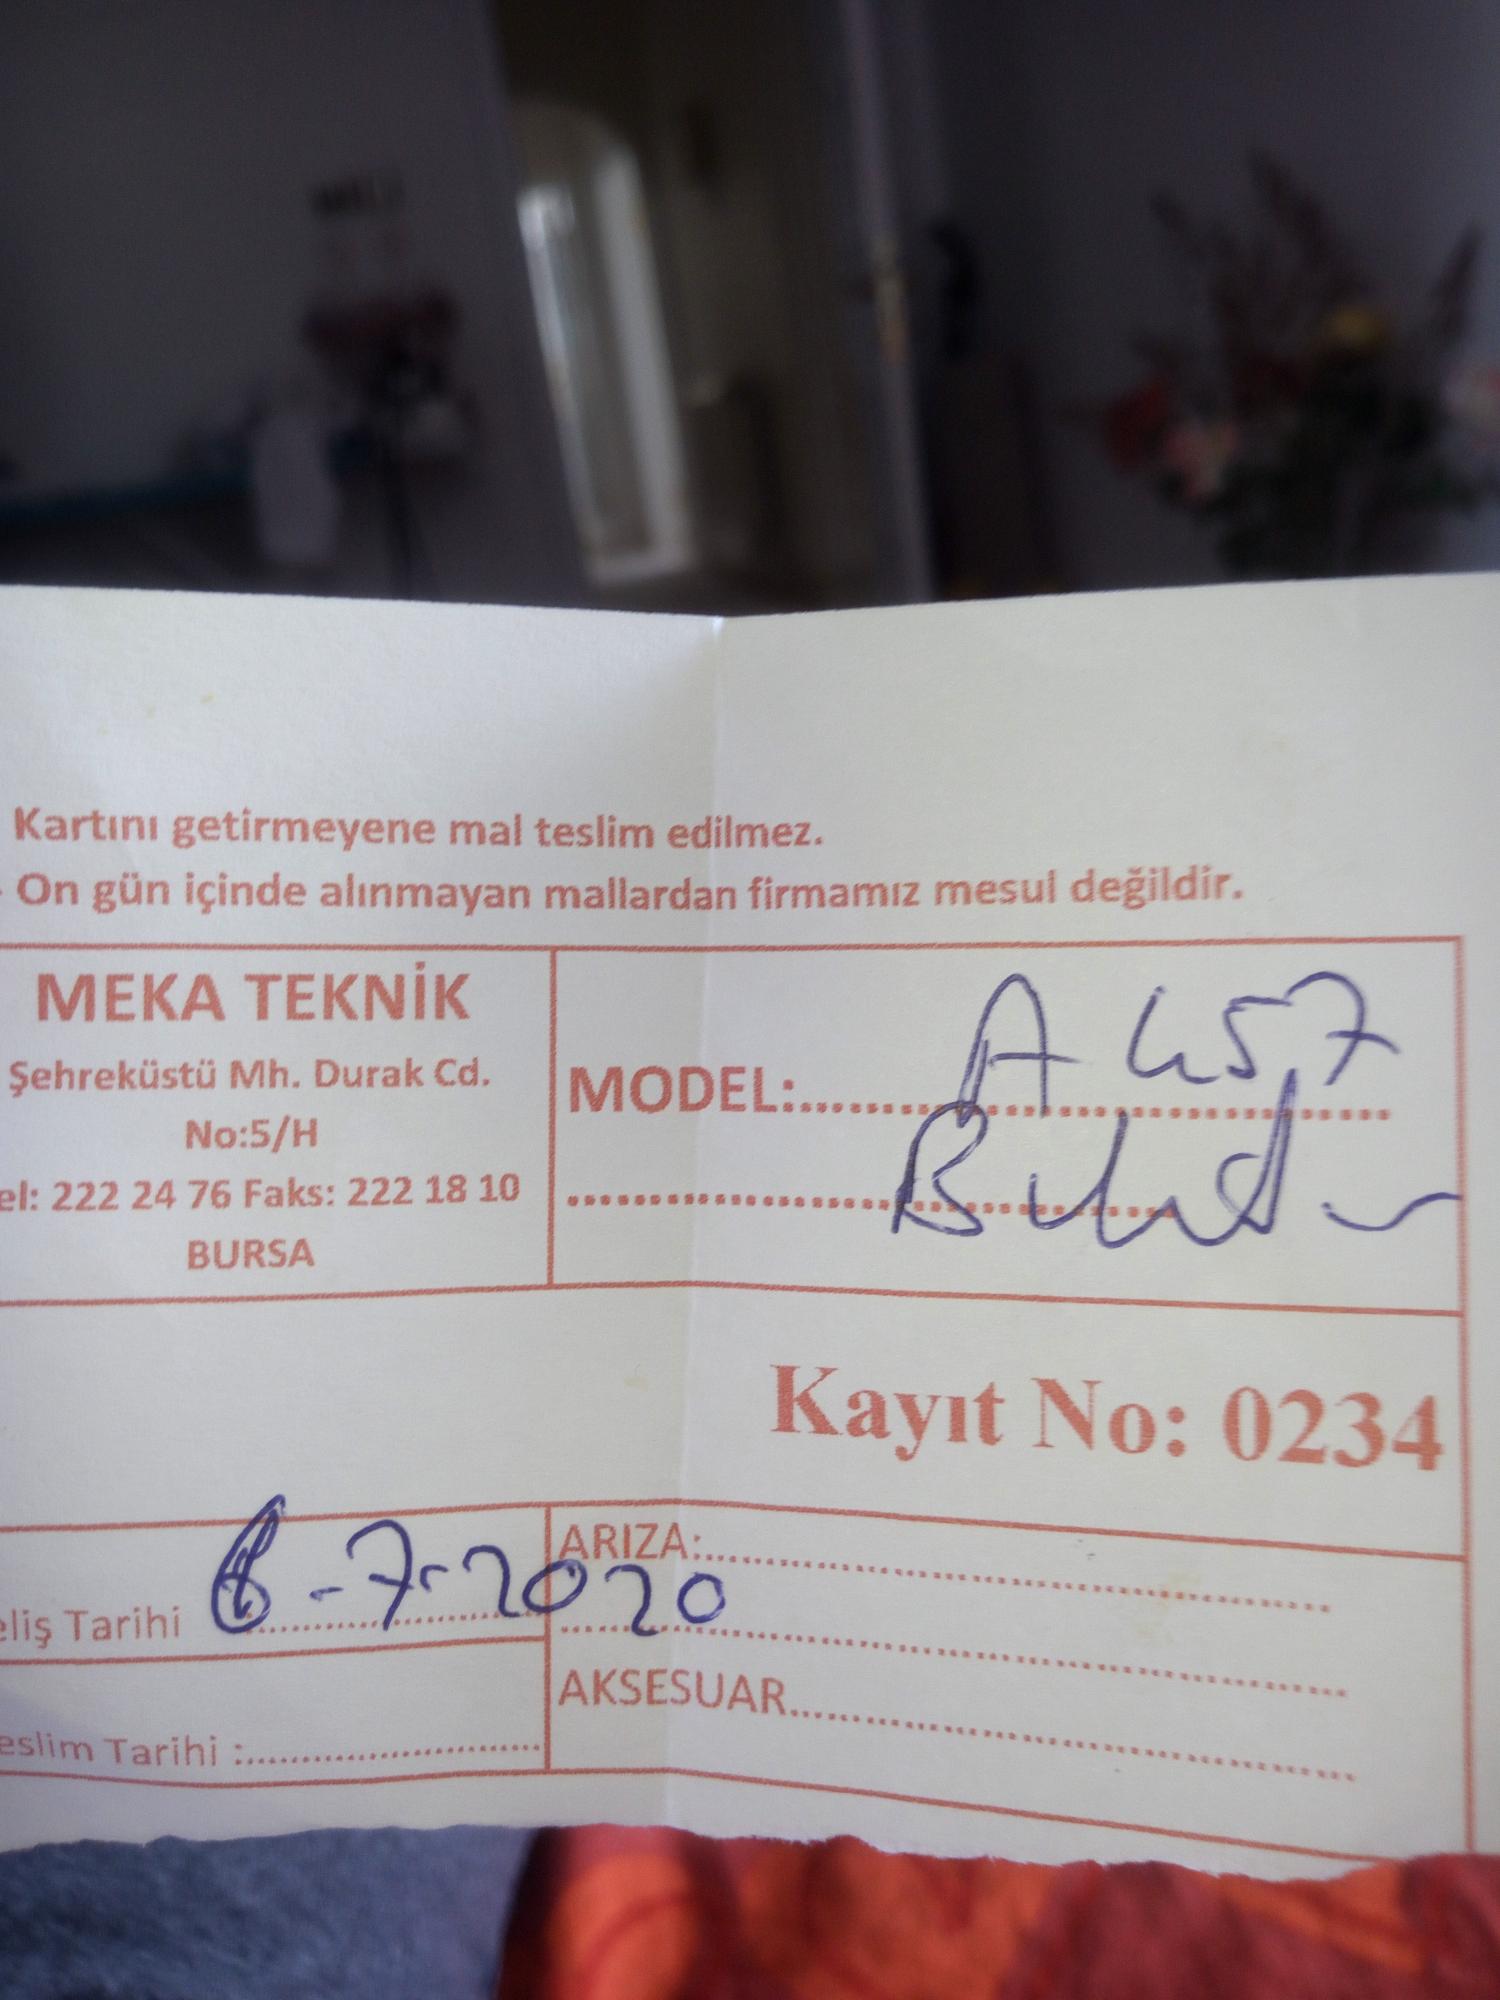 Kartını getirmeyene mal teslim edilmez.
- On gün içinde alınmayan mallardan firmamız mesul değildir.
MEKA TEKNİK
Şehreküstü Mh. Durak Cd.
No:5/H
el: 222 24 76 Faks: 222 18 10
BURSA
MODEL:
A 457
Kayıt No: 0234
eliş Tarihi 6-7-2020
ARIZA:
AKSESUAR
eslim Tarihi :